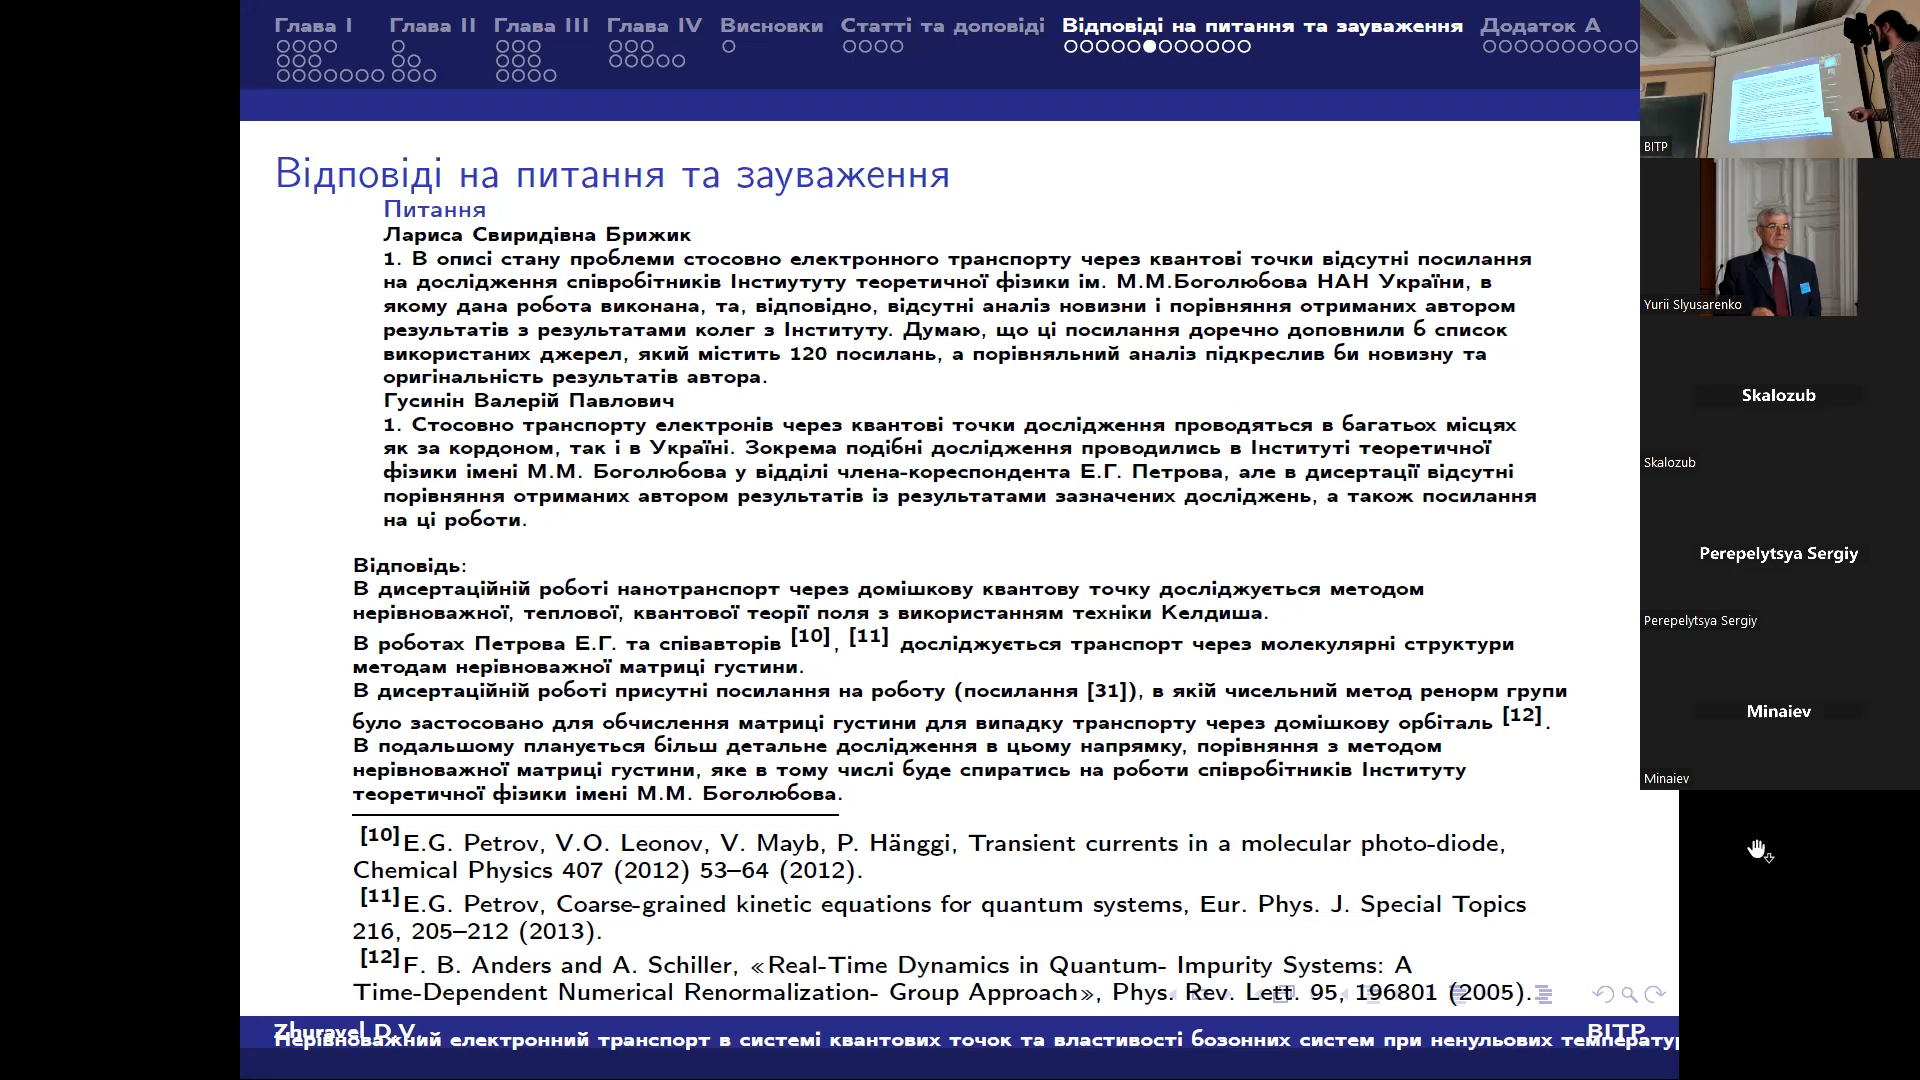 Глава I Глава II Глава III Глава IV Висновки Статті та доповіді Відповіді на питання та зауваження Додаток A
Відповіді на питання та зауваження
Питання
Лариса Свиридівна Брижик
1. В описі стану проблеми стосовно електронного транспорту через квантові точки відсутні посилання
на дослідження співробітників Інстиутуту теоретичної фізики ім. М.М.Боголюбова НАН України, в
якому дана робота виконана, та, відповідно, відсутні аналіз новизни і порівняння отриманих автором
результатів з результатами колег з Інституту. Думаю, що ці посилання доречно доповнили б список
використаних джерел, який містить 120 посилань, а порівняльний аналіз підкреслив би новизну та
оригінальність результатів автора.
Гусинін Валерій Павлович
1. Стосовно транспорту електронів через квантові точки дослідження проводяться в багатьох місцях
як за кордоном, так і в Україні. Зокрема подібні дослідження проводились в Інституті теоретичної
фізики імені М.М. Боголюбова у відділі члена-кореспондента Е.Г. Петрова, але в дисертації відсутні
порівняння отриманих автором результатів із результатами зазначених досліджень, а також посилання
на ці роботи.
Відповідь:
В дисертаційній роботі нанотранспорт через домішкову квантову точку досліджується методом
нерівноважної, теплової, квантової теорії поля з використанням техніки Келдиша.
В роботах Петрова Е.Г. та співавторів [10], [11] досліджується транспорт через молекулярні структури
методам нерівноважної матриці густини.
В дисертаційній роботі присутні посилання на роботу (посилання [31]), в якій чисельний метод ренорм групи
було застосовано для обчислення матриці густини для випадку транспорту через домішкову орбіталь [12].
В подальшому планується більш детальне дослідження в цьому напрямку, порівняння з методом
нерівноважної матриці густини, яке в тому числі буде спиратись на роботи співробітників Інституту
теоретичної фізики імені М.М. Боголюбова.
[10]E.G. Petrov, V.O. Leonov, V. Mayb, P. Hänggi, Transient currents in a molecular photo-diode,
Chemical Physics 407 (2012) 53–64 (2012).
[11]E.G. Petrov, Coarse-grained kinetic equations for quantum systems, Eur. Phys. J. Special Topics
216, 205–212 (2013).
[12]F. B. Anders and A. Schiller, «Real-Time Dynamics in Quantum- Impurity Systems: A
Time-Dependent Numerical Renormalization- Group Approach», Phys. Rev. Lett. 95, 196801 (2005).
Zhuravel D.V. BITP
Нерівноважний електронний транспорт в системі квантових точок та властивості бозонних систем при ненульових температур
BITP
Yurii Slyusarenko
Skalozub
Skalozub
Perepelytsya Sergiy
Perepelytsya Sergiy
Minaiev
Minaiev